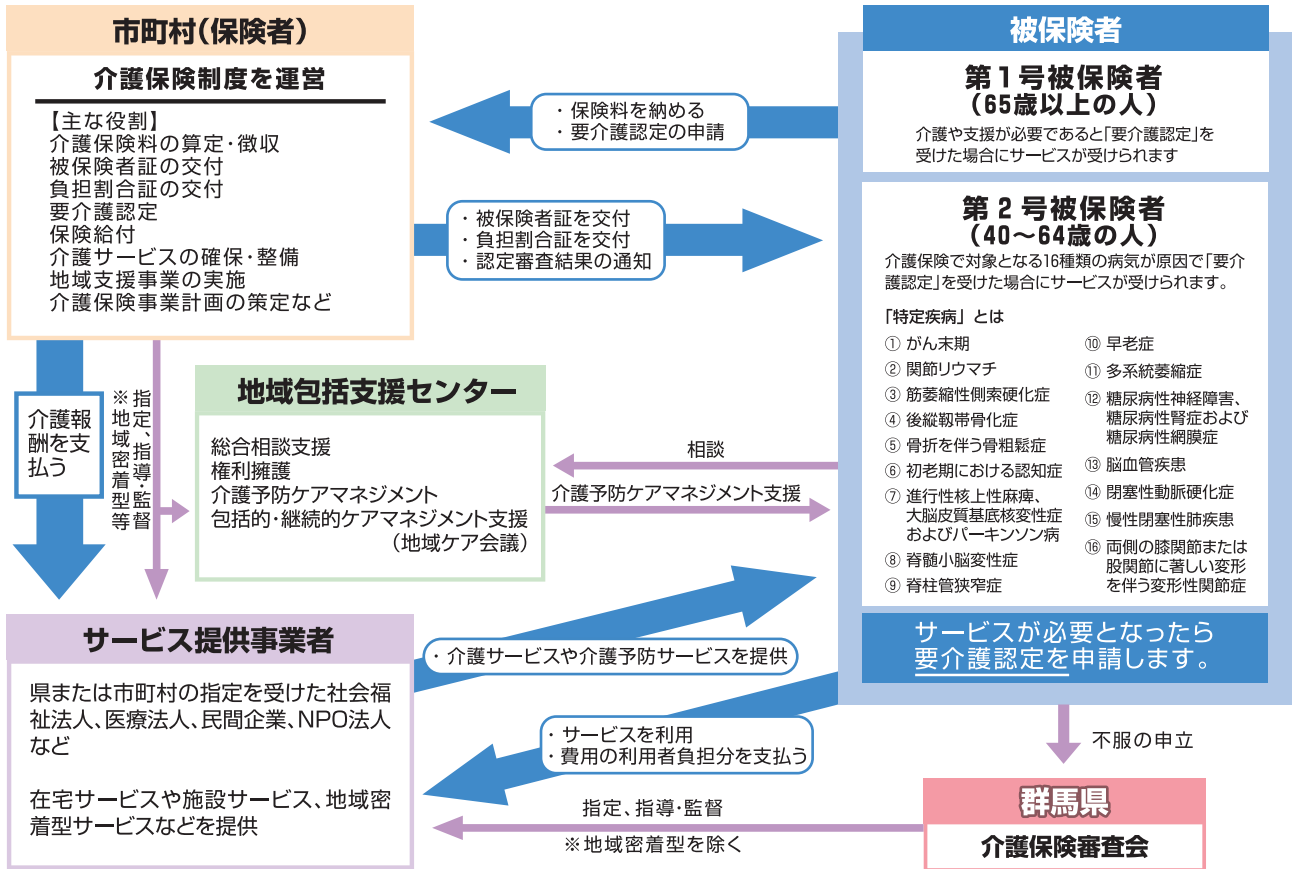 市町村(保険者)
介護保険制度を運営
【主な役割】
介護保険料の算定・徴収
被保険者証の交付
負担割合証の交付
要介護認定
保険給付
介護サービスの確保・整備
地域支援事業の実施
介護保険事業計画の策定など
・保険料を納める
・要介護認定の申請
・被保険者証を交付
・負担割合証を交付
・認定審査結果の通知
被保険者
第1号被保険者
(65歳以上の人)
介護や支援が必要であると「要介護認定」を
受けた場合にサービスが受けられます
第2号被保険者
(40〜64歳の人)
介護保険で対象となる16種類の病気が原因で「要介
護認定」を受けた場合にサービスが受けられます。
「特定疾病」とは
① がん末期
② 関節リウマチ
③ 筋萎縮性側索硬化症
④ 後縦靱帯骨化症
⑤ 骨折を伴う骨粗鬆症
⑥ 初老期における認知症
⑦ 進行性核上性麻痺、
大脳皮質基底核変性症
およびパーキンソン病
⑧ 脊髄小脳変性症
⑨ 脊柱管狭窄症
⑩ 早老症
⑪ 多系統萎縮症
⑫ 糖尿病性神経障害、
糖尿病性腎症および
糖尿病性網膜症
⑬ 脳血管疾患
⑭ 閉塞性動脈硬化症
⑮ 慢性閉塞性肺疾患
⑯ 両側の膝関節または
股関節に著しい変形
を伴う変形性関節症
サービスが必要となったら
要介護認定を申請します。
介護報
酬を支
払う
指定、指導・監督
※地域密着型等
地域包括支援センター
総合相談支援
権利擁護
介護予防ケアマネジメント
包括的・継続的ケアマネジメント支援
(地域ケア会議)
相談
介護予防ケアマネジメント支援
サービス提供事業者
県または市町村の指定を受けた社会福
祉法人、医療法人、民間企業、NPO法人
など
在宅サービスや施設サービス、地域密
着型サービスなどを提供
・介護サービスや介護予防サービスを提供
・サービスを利用
・費用の利用者負担分を支払う
指定、指導・監督
※地域密着型を除く
不服の申立
群馬県
介護保険審査会